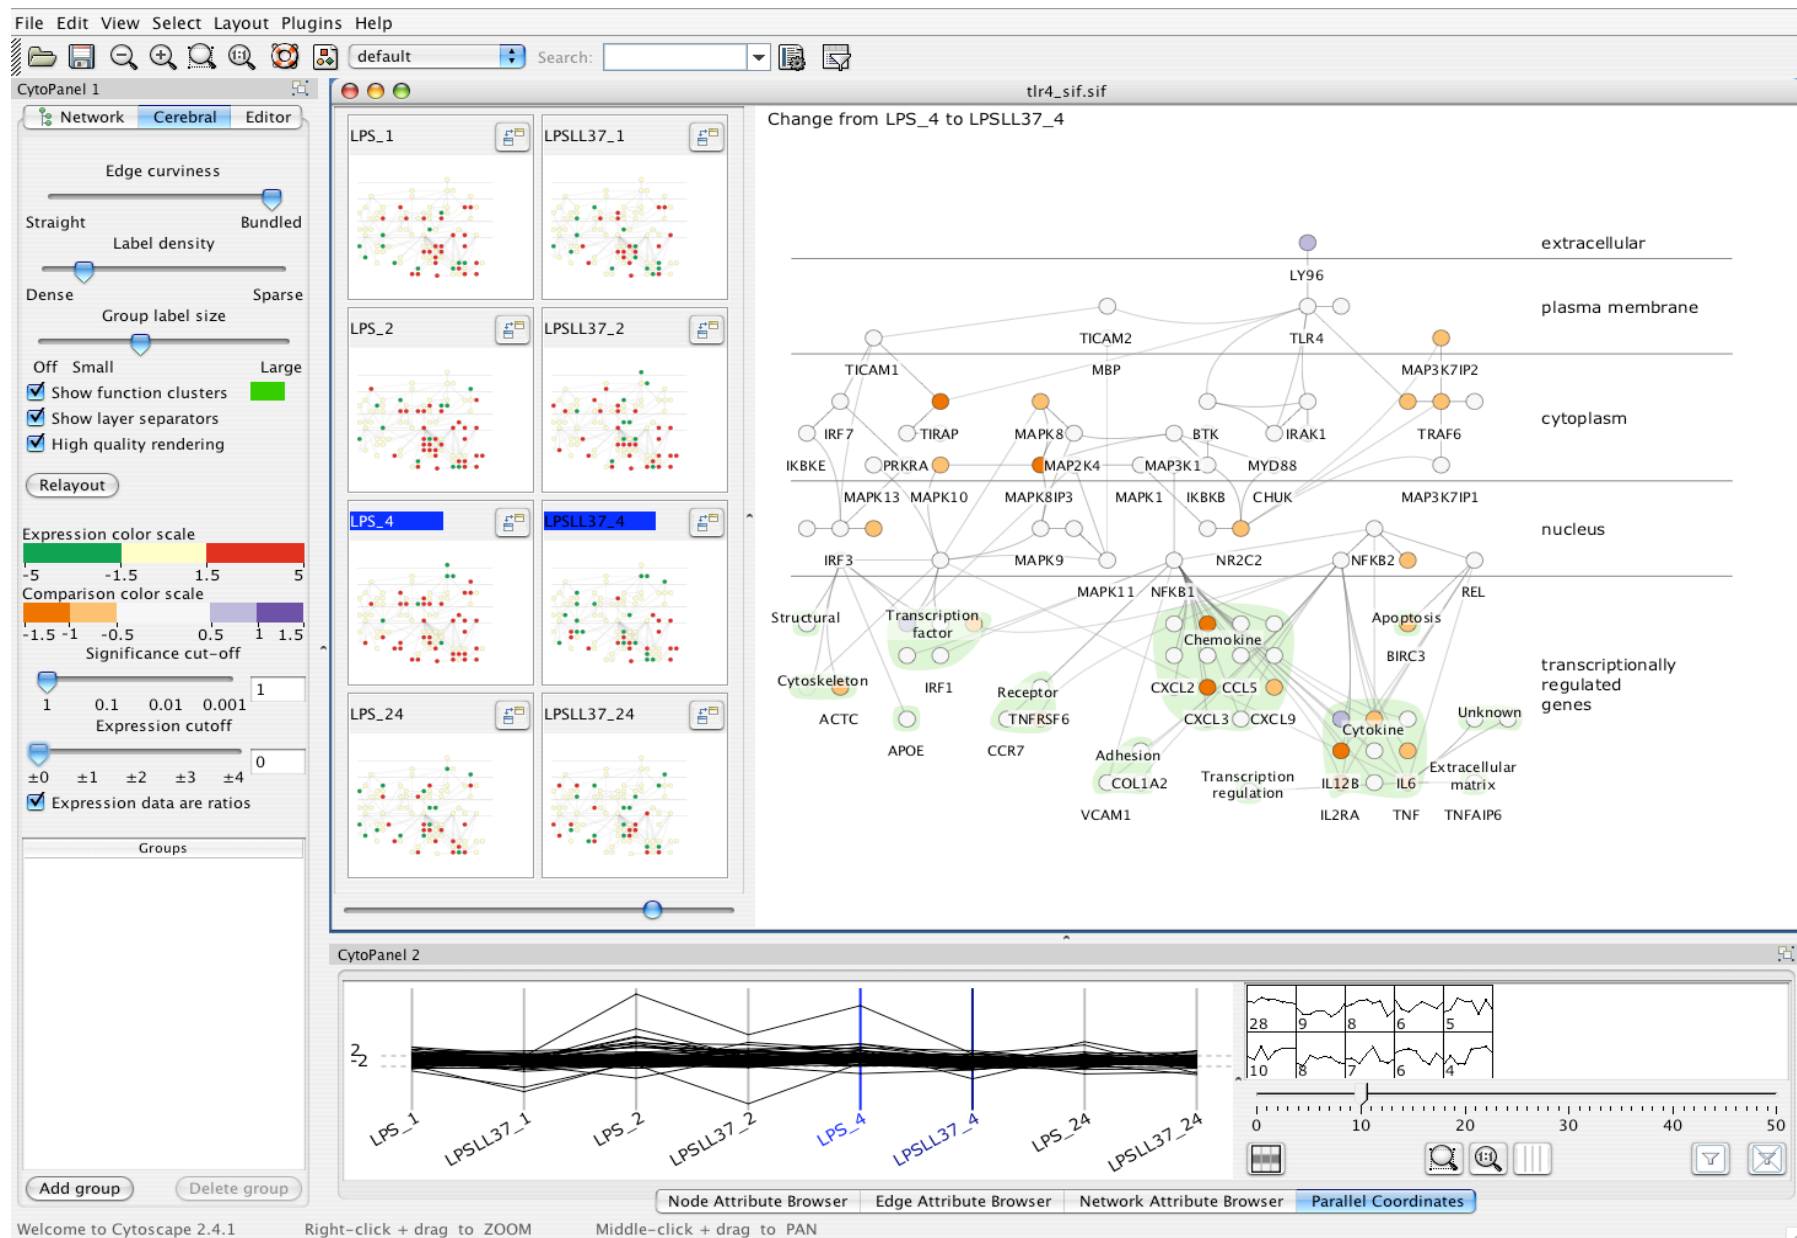 File Edit View Select Layout Plugins Help
default
Search:
CytoPanel 1
Network Cerebral Editor
Edge curviness
Straight Bundled
Label density
Dense Sparse
Group label size
Off Small Large
Show function clusters
Show layer separators
High quality rendering
Relayout
Expression color scale
-5 -1.5 1.5 5
Comparison color scale
-1.5 -1 -0.5 0.5 1 1.5
Significance cut-off
1
1 0.1 0.01 0.001
Expression cutoff
0
±0 ±1 ±2 ±3 ±4
Expression data are ratios
Groups
Add group Delete group
tlr4_sif.sif
LPS_1 LPSLL37_1
LPS_2 LPSLL37_2
LPS_4 LPSLL37_4
LPS_24 LPSLL37_24
Change from LPS_4 to LPSLL37_4
extracellular
LY96
plasma membrane
TICAM2 TLR4
TICAM1 MBP MAP3K7IP2
cytoplasm
IRF7 TIRAP MAPK8 BTK IRAK1 TRAF6
IKBKE PRKRA MAP2K4 MAP3K1 MYD88
MAPK13 MAPK10 MAPK8IP3 MAPK1 IKBKB CHUK MAP3K7IP1
nucleus
IRF3 MAPK9 NR2C2 NFKB2
MAPK11 NFKB1 REL
Structural Transcription factor Chemokine Apoptosis
BIRC3
transcriptionally
regulated
genes
Cytoskeleton IRF1 Receptor CXCL2 CCL5
ACTC TNFRSF6 CXCL3 CXCL9 Unknown
APOE CCR7 Cytokine
Adhesion
COL1A2 Transcription regulation IL12B IL6 Extracellular matrix
VCAM1 IL2RA TNF TNFAIP6
CytoPanel 2
2
-2
LPS_1 LPSLL37_1 LPS_2 LPSLL37_2 LPS_4 LPSLL37_4 LPS_24 LPSLL37_24
28 9 8 6 5
10 8 7 6 4
0 10 20 30 40 50
1:1
Node Attribute Browser Edge Attribute Browser Network Attribute Browser Parallel Coordinates
Welcome to Cytoscape 2.4.1 Right-click + drag to ZOOM Middle-click + drag to PAN